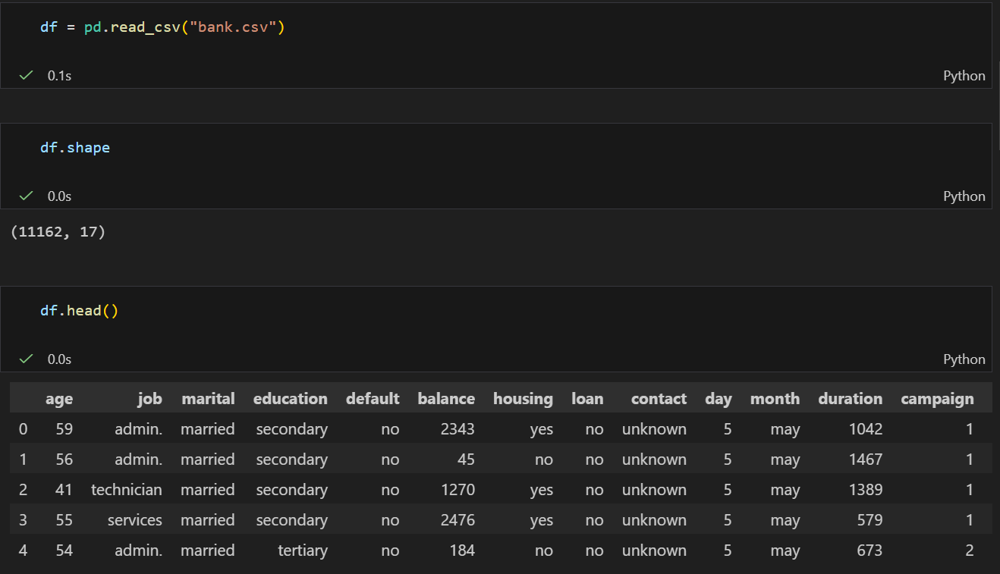 df = pd.read_csv("bank.csv")
0.1s Python
df.shape
0.0s Python
(11162, 17)
df.head()
0.0s Python
age job marital education default balance housing loan contact day month duration campaign
0 59 admin. married secondary no 2343 yes no unknown 5 may 1042 1
1 56 admin. married secondary no 45 no no unknown 5 may 1467 1
2 41 technician married secondary no 1270 yes no unknown 5 may 1389 1
3 55 services married secondary no 2476 yes no unknown 5 may 579 1
4 54 admin. married tertiary no 184 no no unknown 5 may 673 2